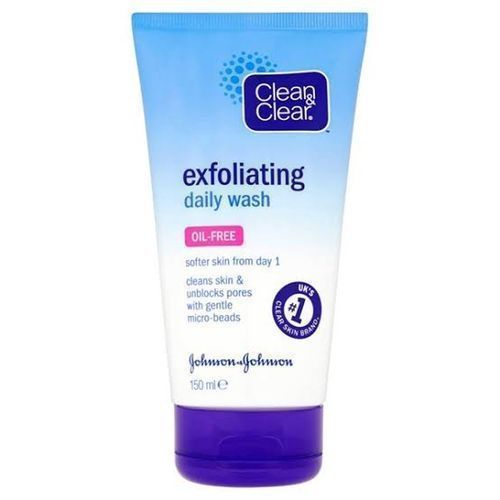 Clean &
Clear®
exfoliating
daily wash
OIL-FREE
softer skin from day 1
cleans skin &
unblocks pores
with gentle
micro-beads
UK'S
#1
CLEAR SKIN BRAND
Johnson & Johnson
150 ml ℮